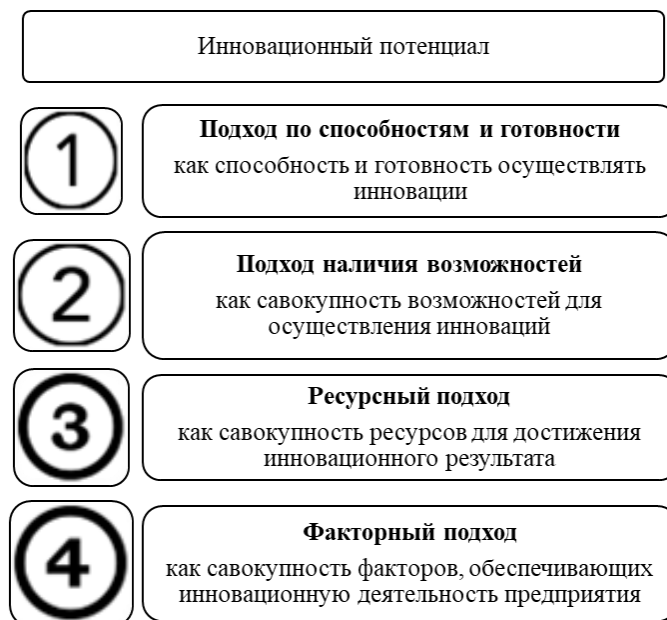 Инновационный потенциал
1
Подход по способностям и готовности
как способность и готовность осуществлять
инновации
2
Подход наличия возможностей
как савокупность возможностей для
осуществления инноваций
3
Ресурсный подход
как савокупность ресурсов для достижения
инновационного результата
4
Факторный подход
как савокупность факторов, обеспечивающих
инновационную деятельность предприятия